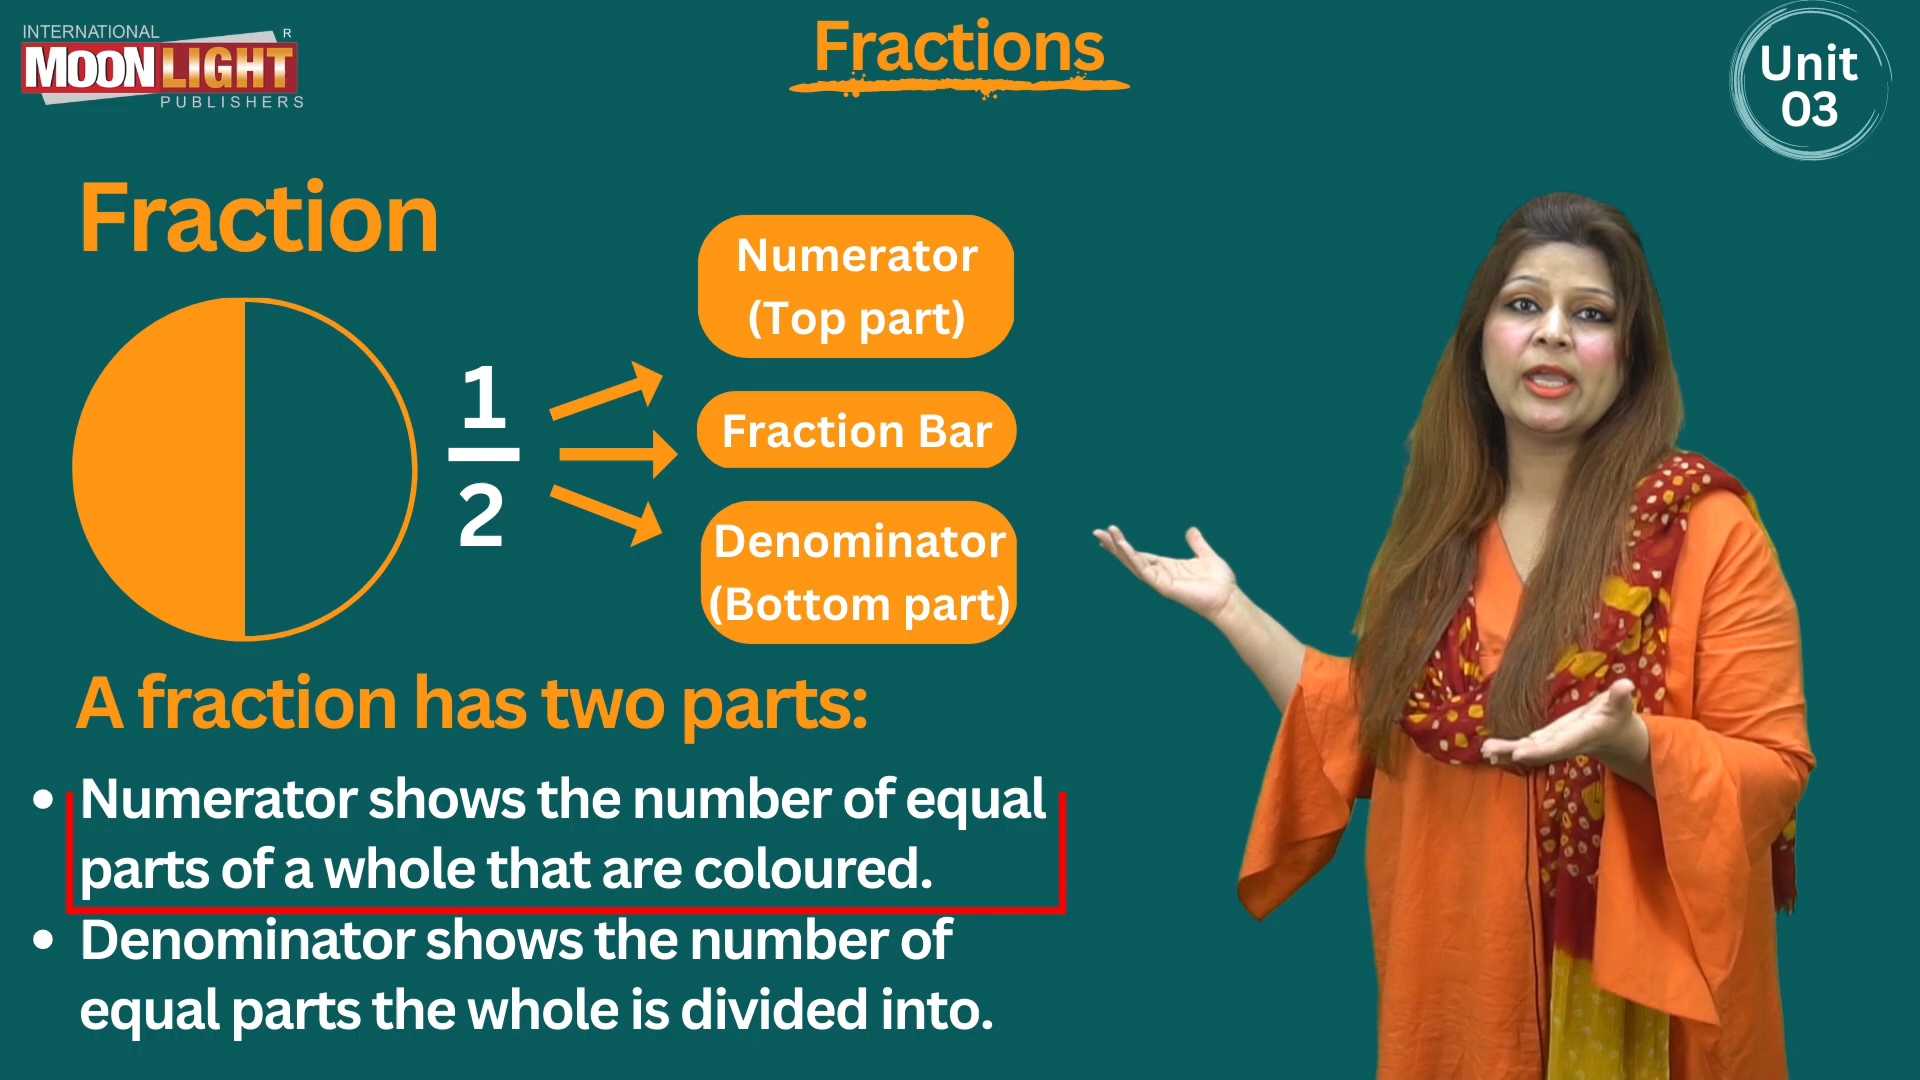 INTERNATIONAL
R
MOONLIGHT
PUBLISHERS
Fractions
Unit
03
Fraction
1
2
Numerator
(Top part)
Fraction Bar
Denominator
(Bottom part)
A fraction has two parts:
• Numerator shows the number of equal
parts of a whole that are coloured.
• Denominator shows the number of
equal parts the whole is divided into.